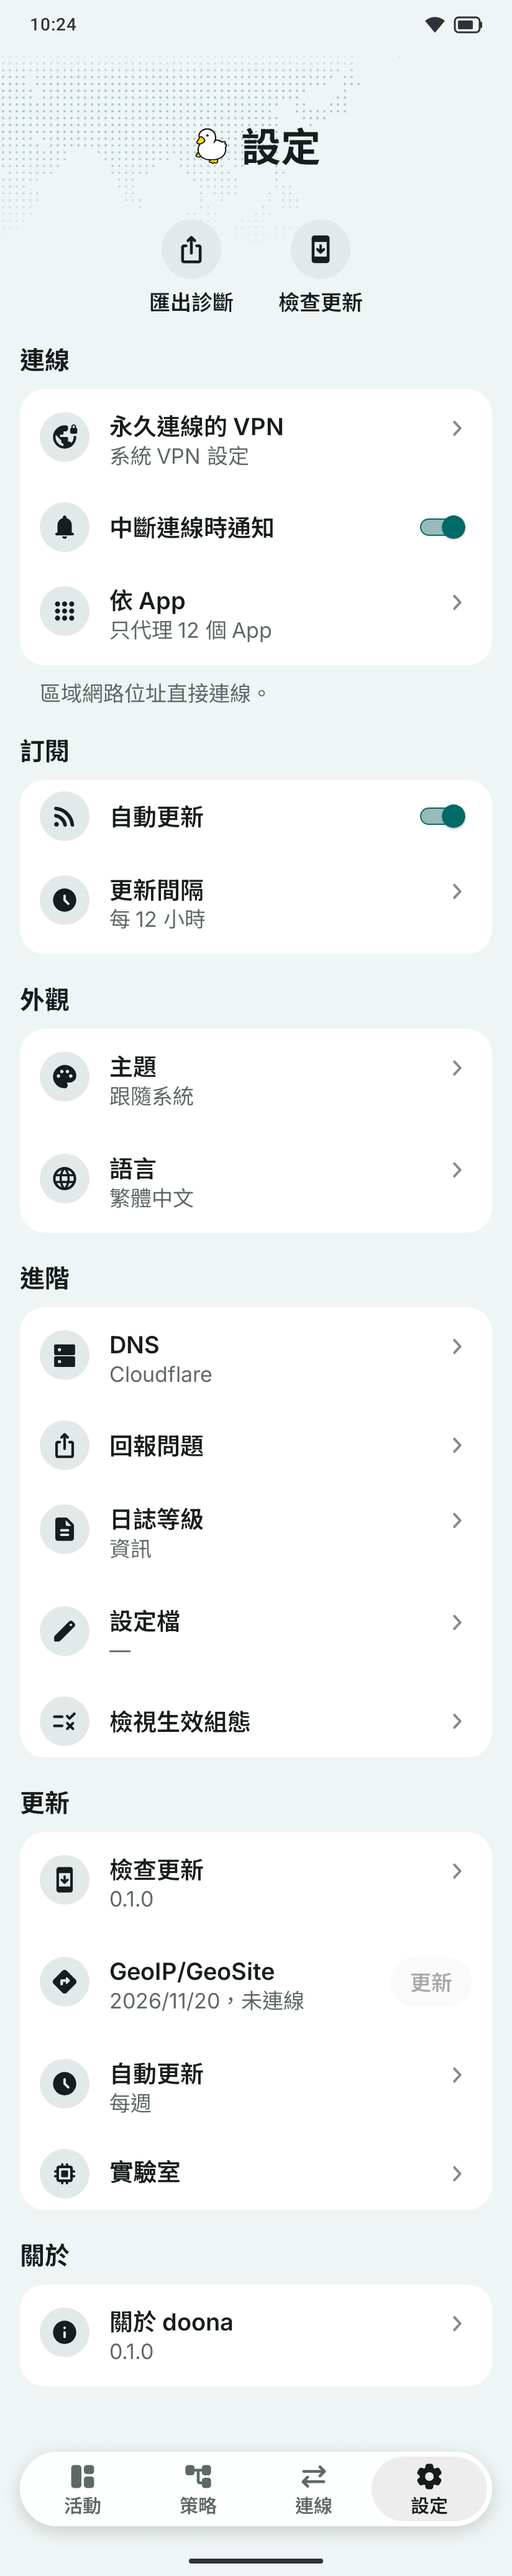 10:24
設定
匯出診斷
檢查更新
連線
永久連線的 VPN
系統 VPN 設定
中斷連線時通知
依 App
只代理 12 個 App
區域網路位址直接連線。
訂閱
自動更新
更新間隔
每 12 小時
外觀
主題
跟隨系統
語言
繁體中文
進階
DNS
Cloudflare
回報問題
日誌等級
資訊
設定檔
—
檢視生效組態
更新
檢查更新
0.1.0
GeoIP/GeoSite
2026/11/20，未連線
更新
自動更新
每週
實驗室
關於
關於 doona
0.1.0
活動
策略
連線
設定